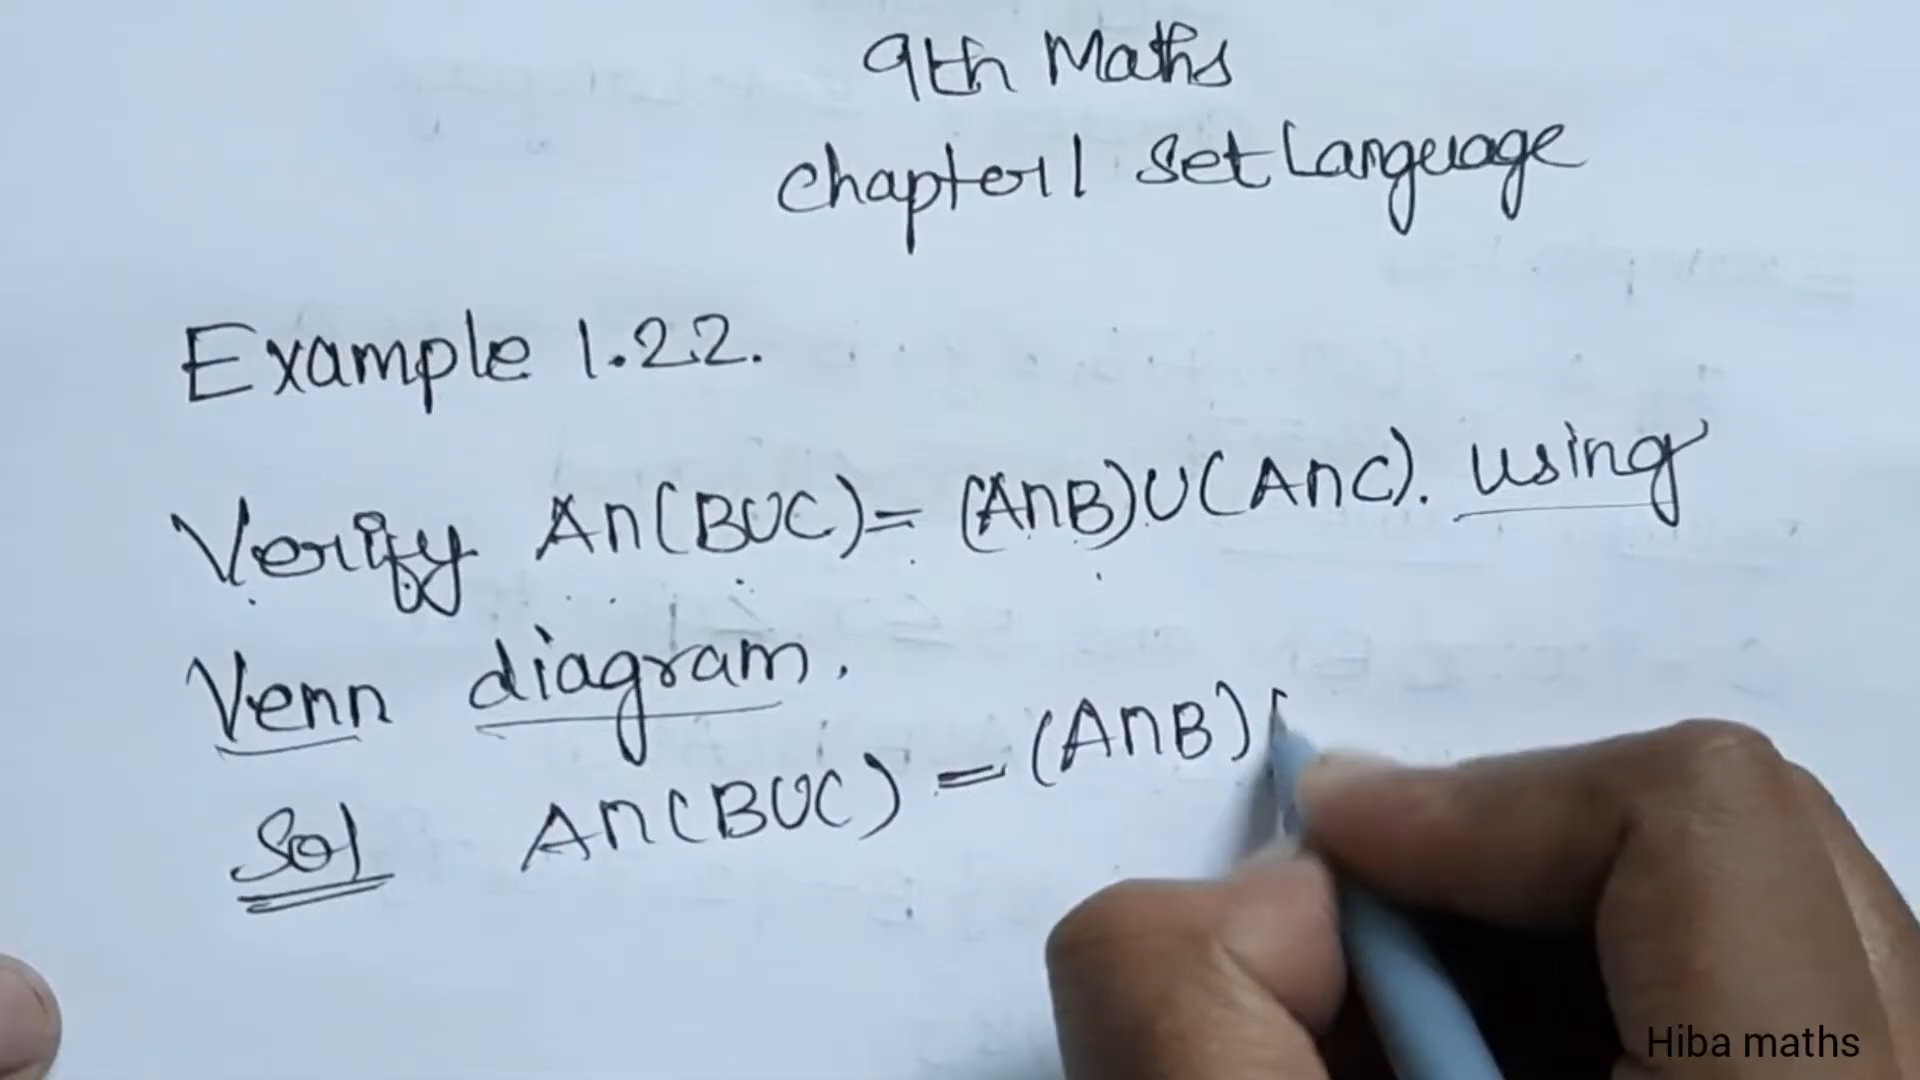 9th Maths
Chapter 1 Set Language
Example 1.22.
Verify A∩(B∪C)= (A∩B)∪(A∩C). using
Venn diagram.
Sol A∩(B∪C) = (A∩B)
Hiba maths